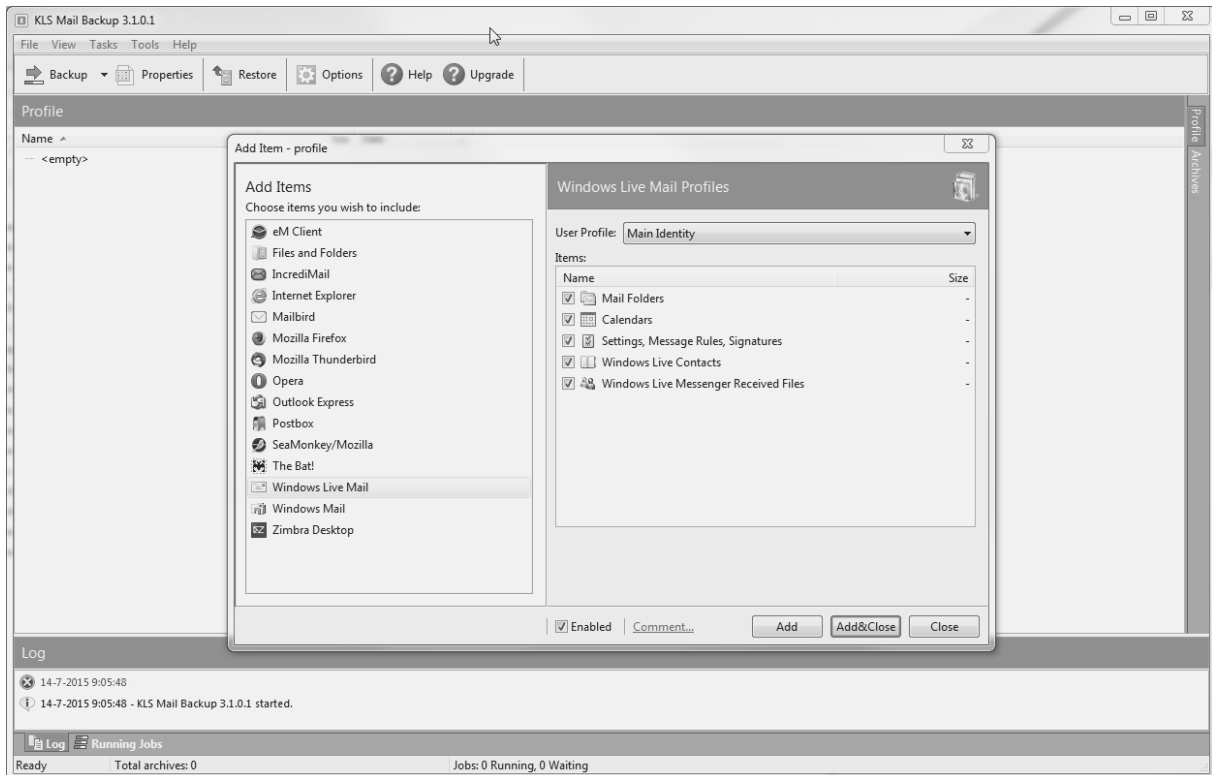 KLS Mail Backup 3.1.0.1
File View Tasks Tools Help
Backup Properties Restore Options Help Upgrade
Profile
Name
<empty>
Profile
Archives
Add Item - profile
Add Items
Choose items you wish to include:
eM Client
Files and Folders
IncrediMail
Internet Explorer
Mailbird
Mozilla Firefox
Mozilla Thunderbird
Opera
Outlook Express
Postbox
SeaMonkey/Mozilla
The Bat!
Windows Live Mail
Windows Mail
Zimbra Desktop
Windows Live Mail Profiles
User Profile: Main Identity
Items:
Name Size
Mail Folders -
Calendars -
Settings, Message Rules, Signatures -
Windows Live Contacts -
Windows Live Messenger Received Files -
Enabled Comment... Add Add&Close Close
Log
14-7-2015 9:05:48
14-7-2015 9:05:48 - KLS Mail Backup 3.1.0.1 started.
Log Running Jobs
Ready Total archives: 0 Jobs: 0 Running, 0 Waiting